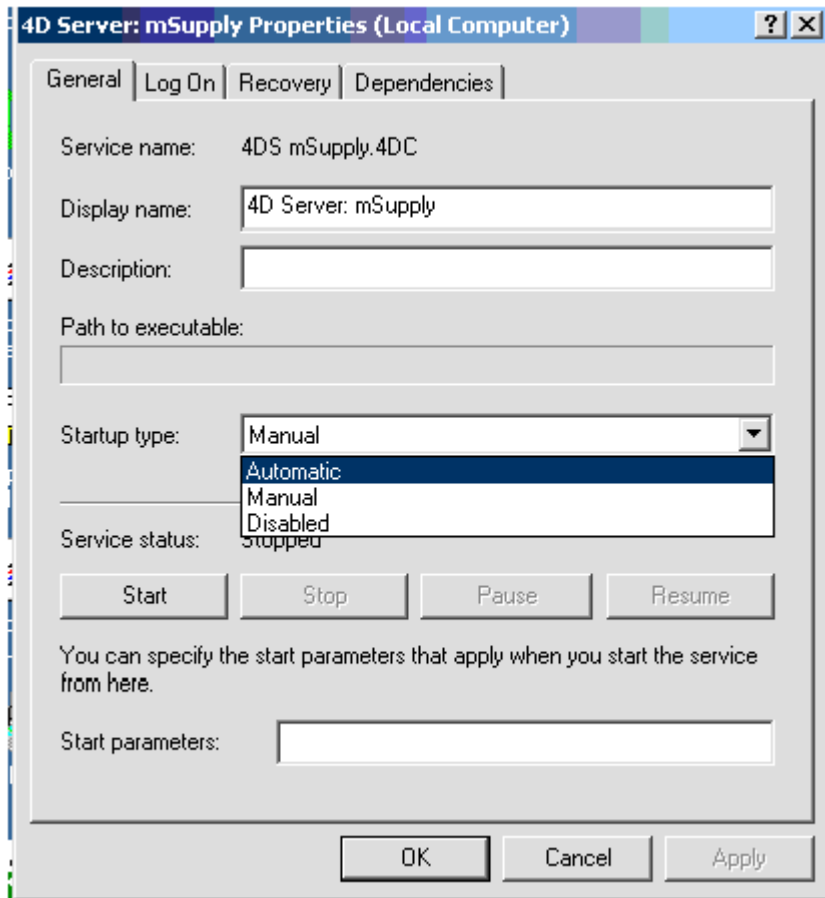 4D Server: mSupply Properties (Local Computer)
General Log On Recovery Dependencies
Service name: 4DS mSupply.4DC
Display name: 4D Server: mSupply
Description:
Path to executable:
Startup type: Manual
Automatic
Manual
Disabled
Service status: Stopped
Start Stop Pause Resume
You can specify the start parameters that apply when you start the service
from here.
Start parameters:
OK Cancel Apply